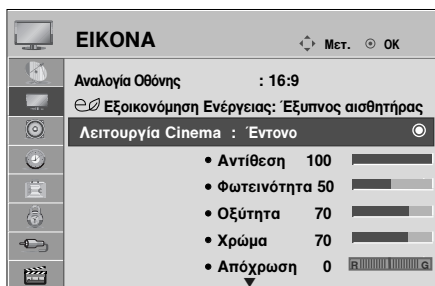 ΕΙΚΟΝΑ Μετ. OK
Αναλογία Οθόνης : 16:9
Εξοικονόμηση Ενέργειας: Έξυπνος αισθητήρας
Λειτουργία Cinema : Έντονο
• Αντίθεση 100
• Φωτεινότητα 50
• Οξύτητα 70
• Χρώμα 70
• Απόχρωση 0 R G